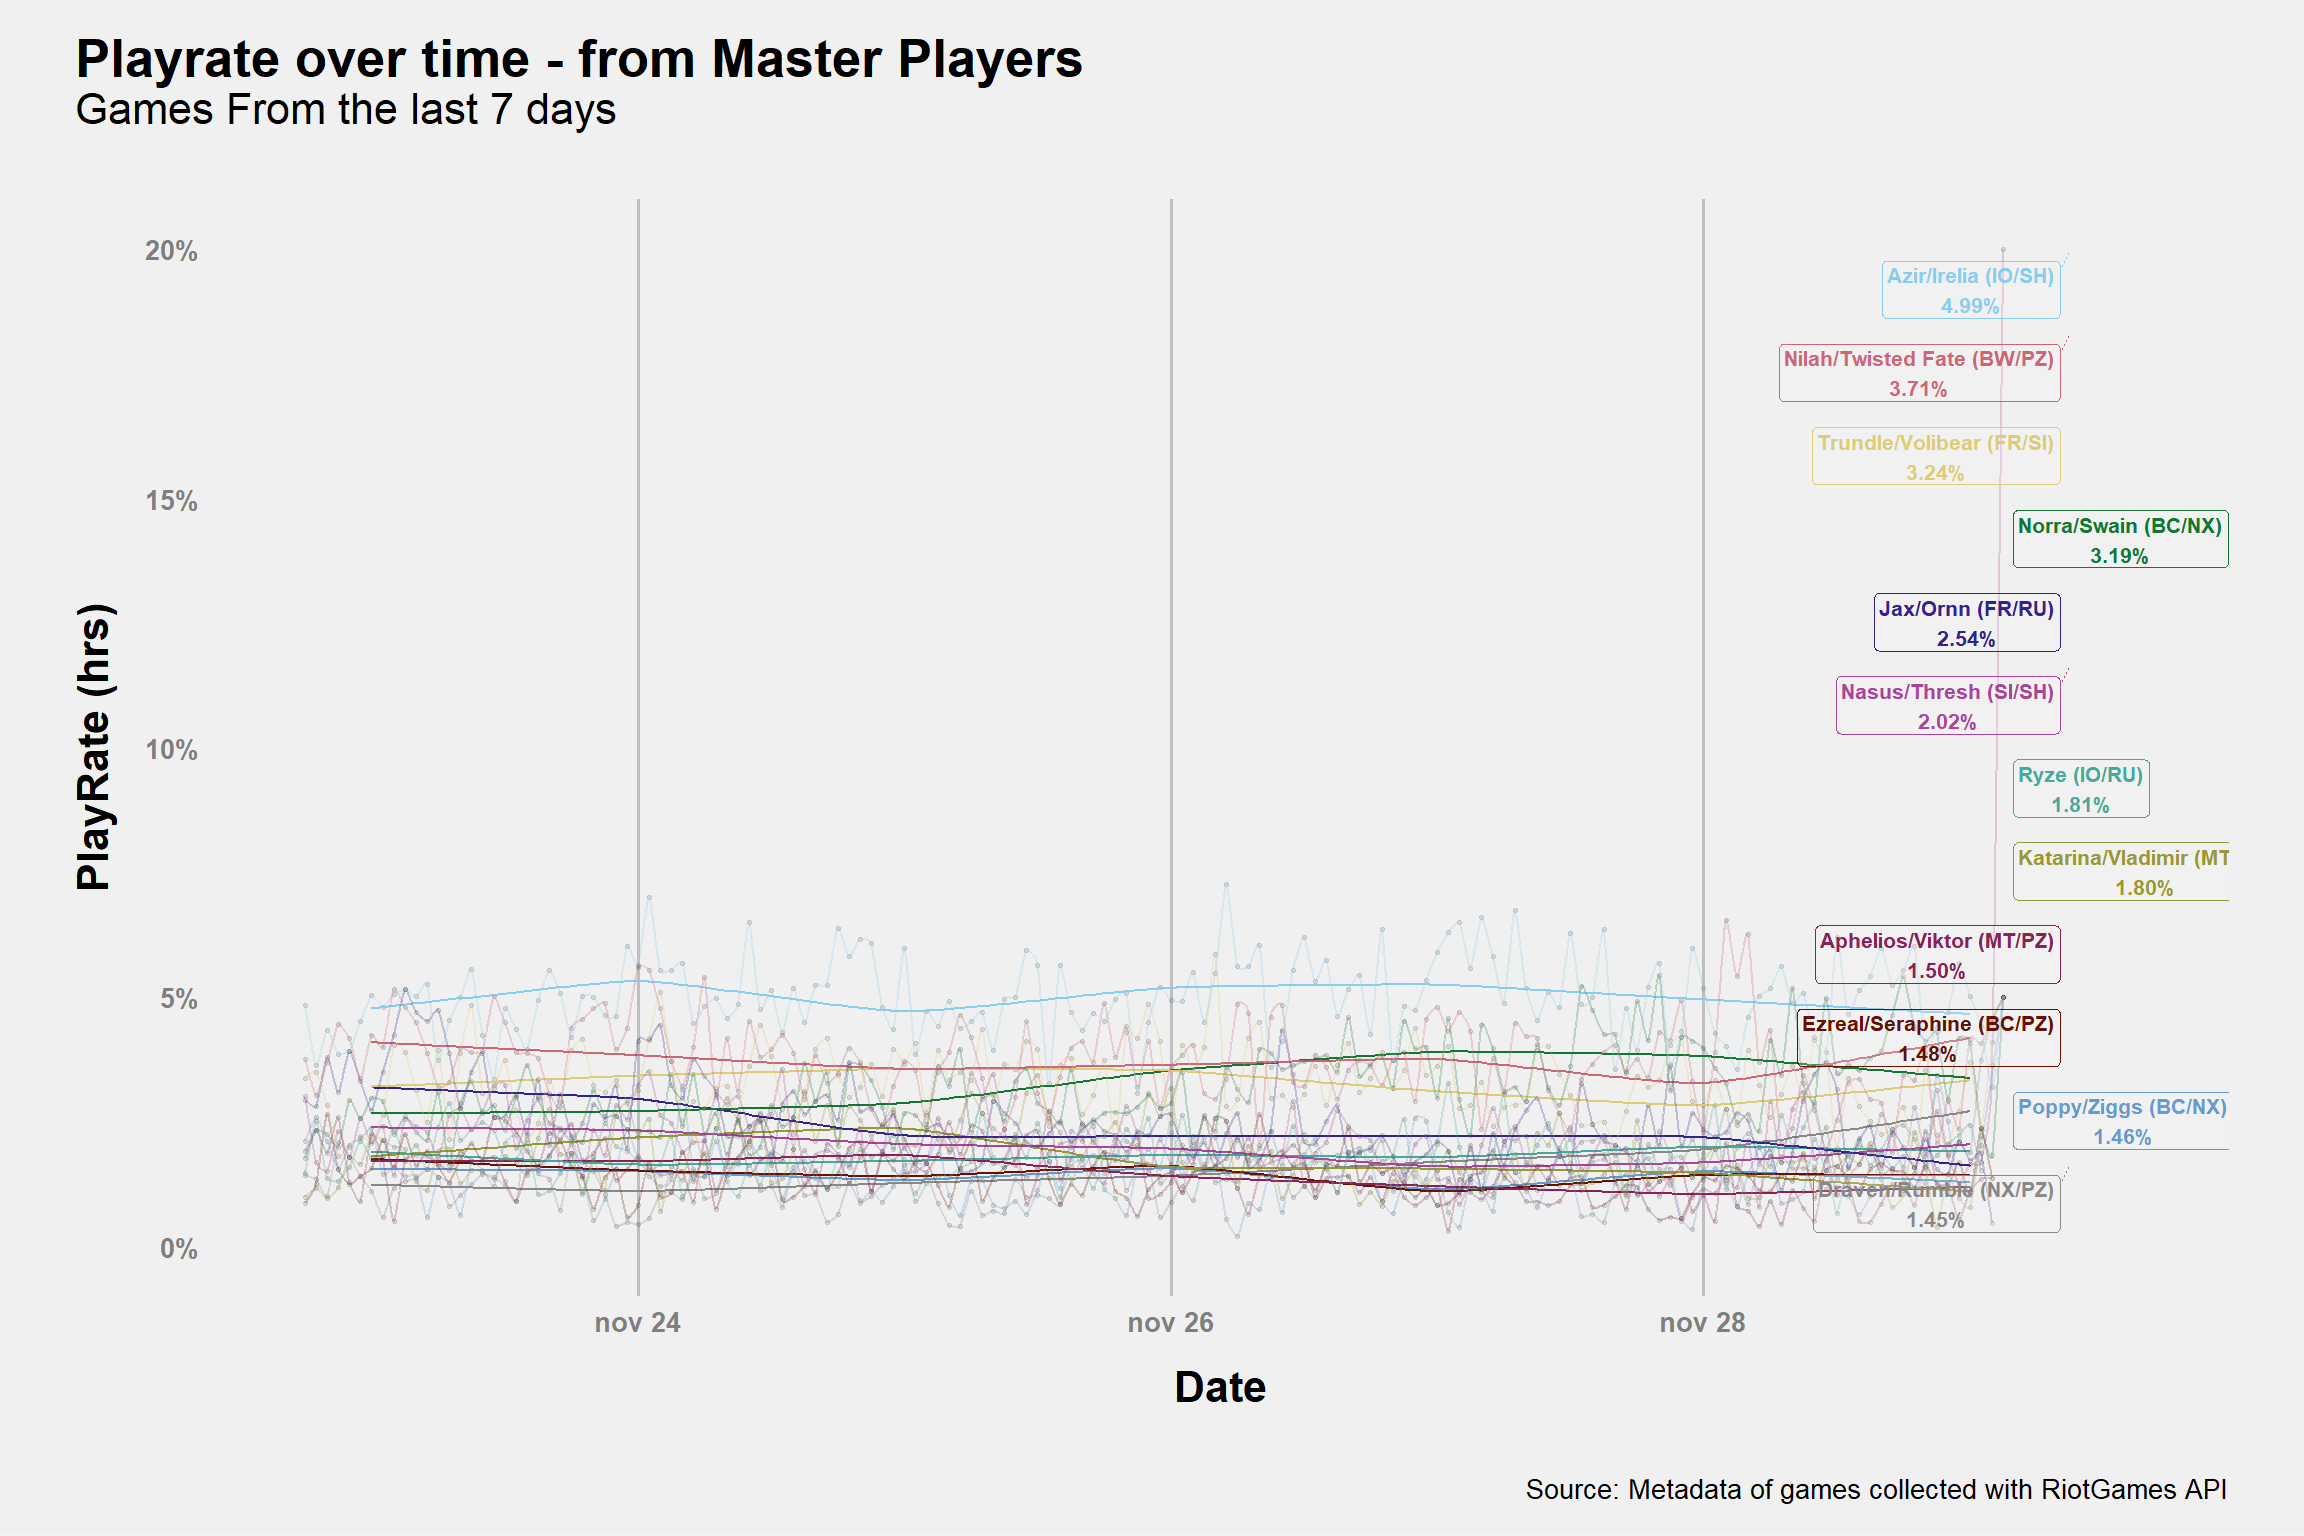 Playrate over time - from Master Players
Games From the last 7 days
PlayRate (hrs)
20%
15%
10%
5%
0%
Azir/Irelia (IO/SH)
4.99%
Nilah/Twisted Fate (BW/PZ)
3.71%
Trundle/Volibear (FR/SI)
3.24%
Norra/Swain (BC/NX)
3.19%
Jax/Ornn (FR/RU)
2.54%
Nasus/Thresh (SI/SH)
2.02%
Ryze (IO/RU)
1.81%
Katarina/Vladimir (MT
1.80%
Aphelios/Viktor (MT/PZ)
1.50%
Ezreal/Seraphine (BC/PZ)
1.48%
Poppy/Ziggs (BC/NX)
1.46%
Draven/Rumble (NX/PZ)
1.45%
nov 24
nov 26
nov 28
Date
Source: Metadata of games collected with RiotGames API